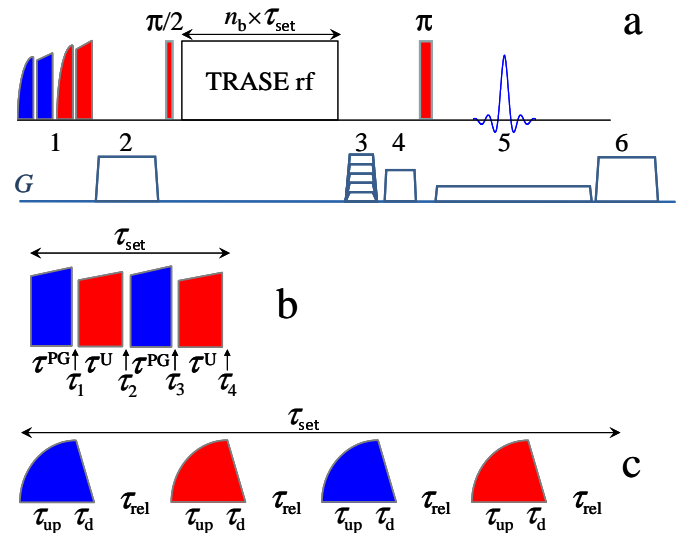 a
π/2
n_b×τ_set
π
TRASE rf
1
2
3
4
5
6
G
τ_set
b
τ^PG τ_1 τ^U τ_2 τ^PG τ_3 τ^U τ_4
τ_set
c
τ_up τ_d τ_rel τ_up τ_d τ_rel τ_up τ_d τ_rel τ_up τ_d τ_rel